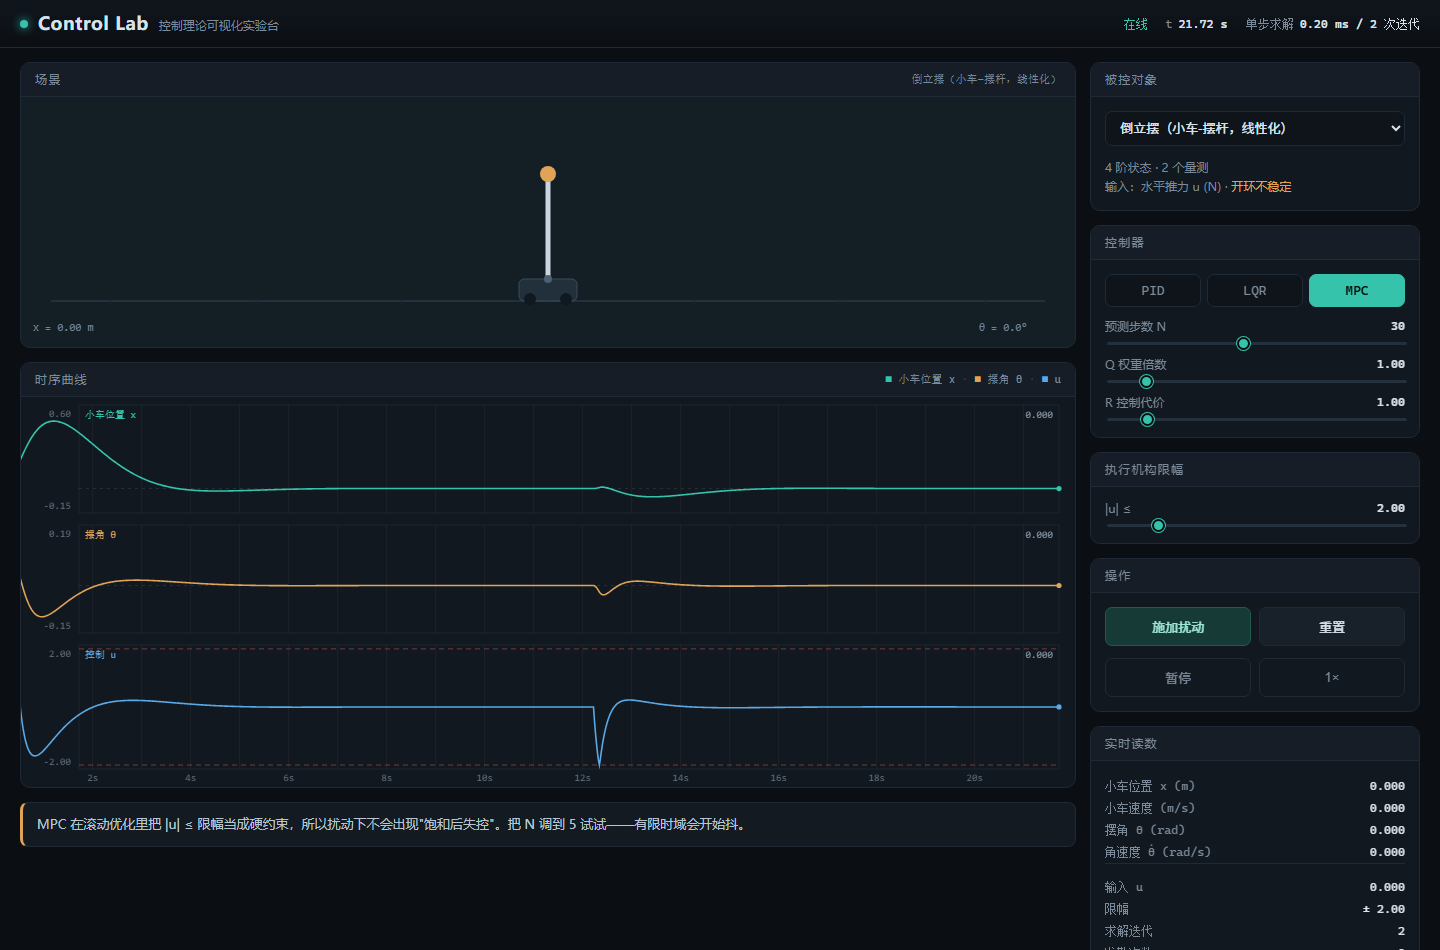 Control Lab 控制理论可视化实验台
在线 t 21.72 s 单步求解 0.20 ms / 2 次迭代
场景 倒立摆（小车-摆杆，线性化）
x = 0.00 m θ = 0.0°
时序曲线 小车位置 x · 摆角 θ · u
0.60 小车位置 x 0.000
-0.15
0.19 摆角 θ 0.000
-0.15
2.00 控制 u 0.000
-2.00
2s 4s 6s 8s 10s 12s 14s 16s 18s 20s
MPC 在滚动优化里把 |u| ≤ 限幅当成硬约束，所以扰动下不会出现"饱和后失控"。把 N 调到 5 试试——有限时域会开始抖。
被控对象
倒立摆（小车-摆杆，线性化）
4 阶状态 · 2 个量测
输入：水平推力 u (N) · 开环不稳定
控制器
PID LQR MPC
预测步数 N 30
Q 权重倍数 1.00
R 控制代价 1.00
执行机构限幅
|u| ≤ 2.00
操作
施加扰动 重置
暂停 1×
实时读数
小车位置 x (m) 0.000
小车速度 (m/s) 0.000
摆角 θ (rad) 0.000
角速度 θ̇ (rad/s) 0.000
输入 u 0.000
限幅 ± 2.00
求解迭代 2